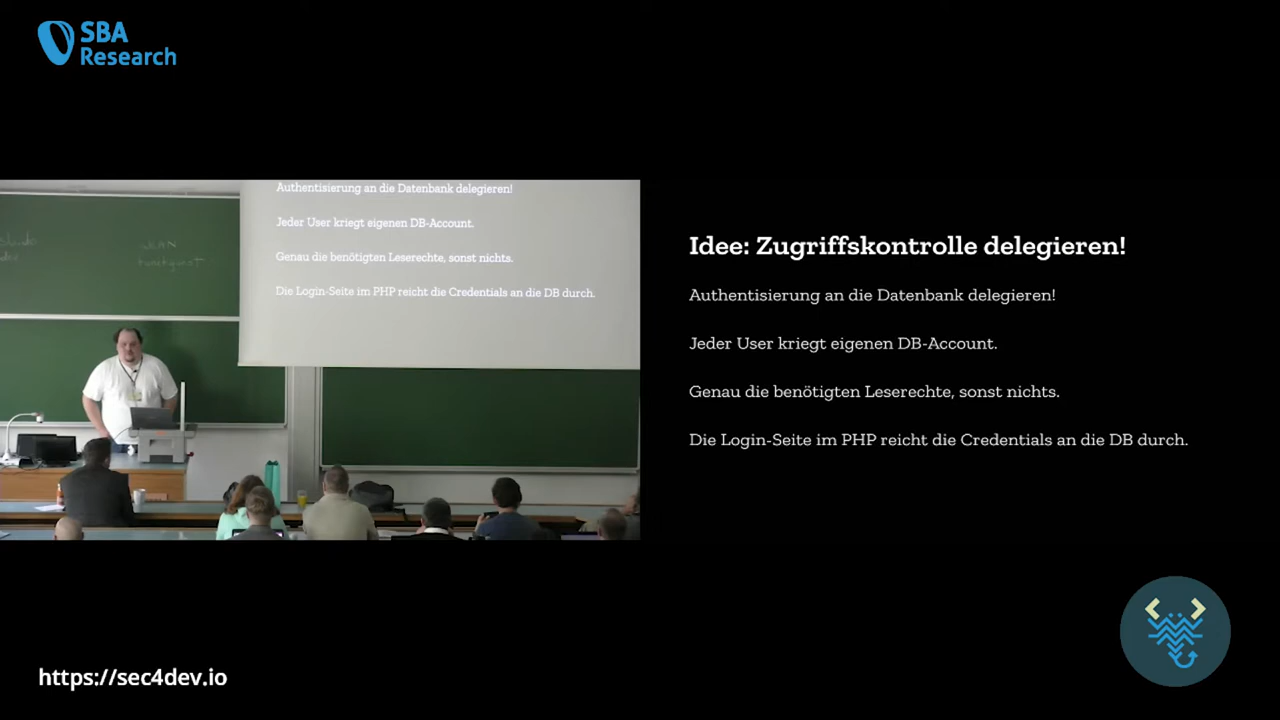 SBA
Research
Authentisierung an die Datenbank delegieren!
Jeder User kriegt eigenen DB-Account.
Genau die benötigten Leserechte, sonst nichts.
Die Login-Seite im PHP reicht die Credentials an die DB durch.
Idee: Zugriffskontrolle delegieren!
Authentisierung an die Datenbank delegieren!
Jeder User kriegt eigenen DB-Account.
Genau die benötigten Leserechte, sonst nichts.
Die Login-Seite im PHP reicht die Credentials an die DB durch.
https://sec4dev.io